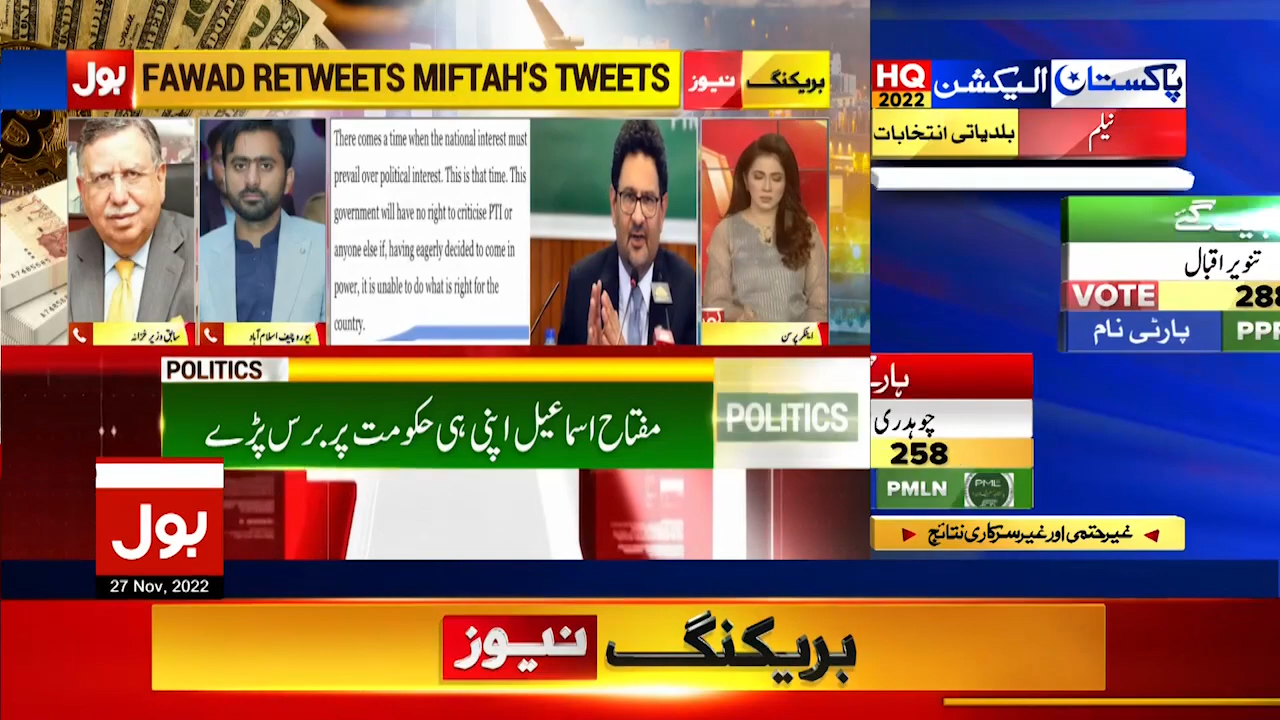 بول
FAWAD RETWEETS MIFTAH'S TWEETS
بریکنگ نیوز
There comes a time when the national interest must
prevail over political interest. This is that time. This
government will have no right to criticise PTI or
anyone else if, having eagerly decided to come in
power, it is unable to do what is right for the
country.
سابق وزیر خزانہ
بیورو چیف اسلام آباد
اینکر پرسن
پاکستان الیکشن
HQ
2022
نیلم
بلدیاتی انتخابات
تنویر اقبال
VOTE
پارٹی نام
چوہدری
258
PMLN
غیر حتمی اور غیر سرکاری نتائج
POLITICS
مفتاح اسماعیل اپنی ہی حکومت پر برس پڑے
POLITICS
بول
27 Nov, 2022
بریکنگ نیوز